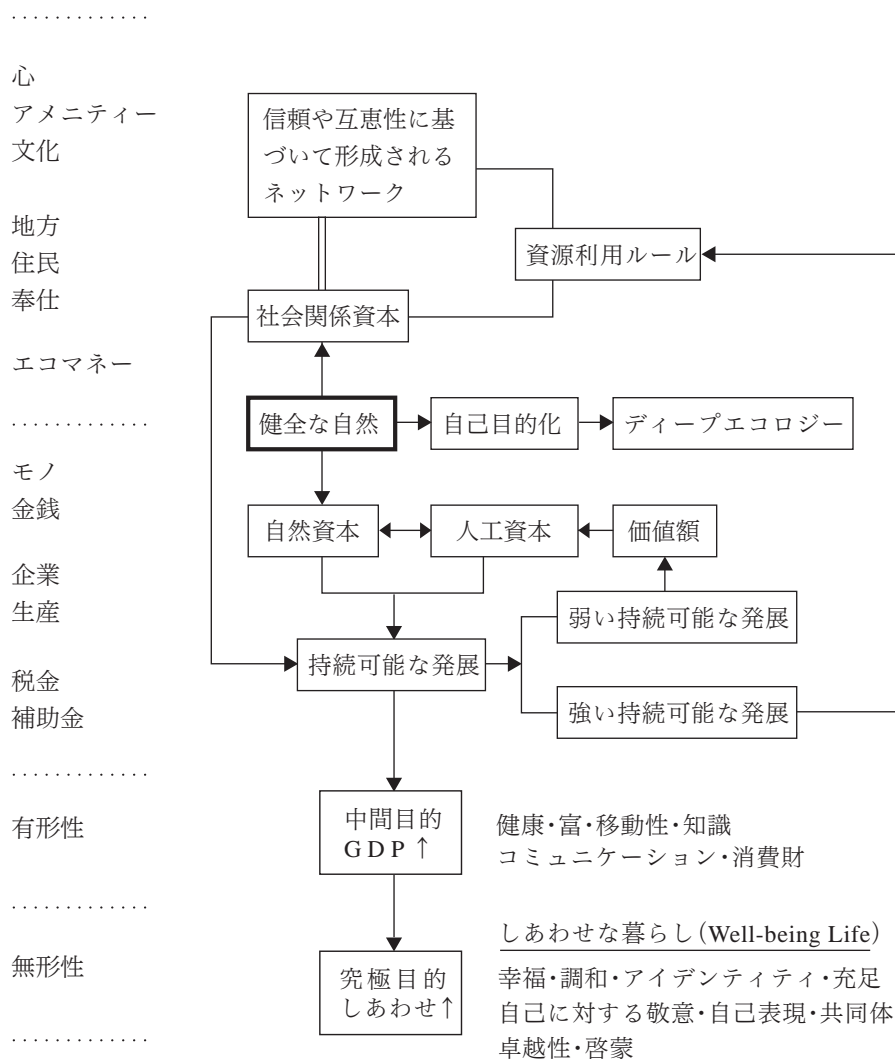 心
アメニティー
文化
地方
住民
奉仕
エコマネー
モノ
金銭
企業
生産
税金
補助金
有形性
無形性
信頼や互恵性に基
づいて形成される
ネットワーク
資源利用ルール
社会関係資本
健全な自然
自己目的化
ディープエコロジー
自然資本
人工資本
価値額
弱い持続可能な発展
持続可能な発展
強い持続可能な発展
中間目的
GDP↑
健康・富・移動性・知識
コミュニケーション・消費財
究極目的
しあわせ↑
しあわせな暮らし(Well-being Life)
幸福・調和・アイデンティティ・充足
自己に対する敬意・自己表現・共同体
卓越性・啓蒙